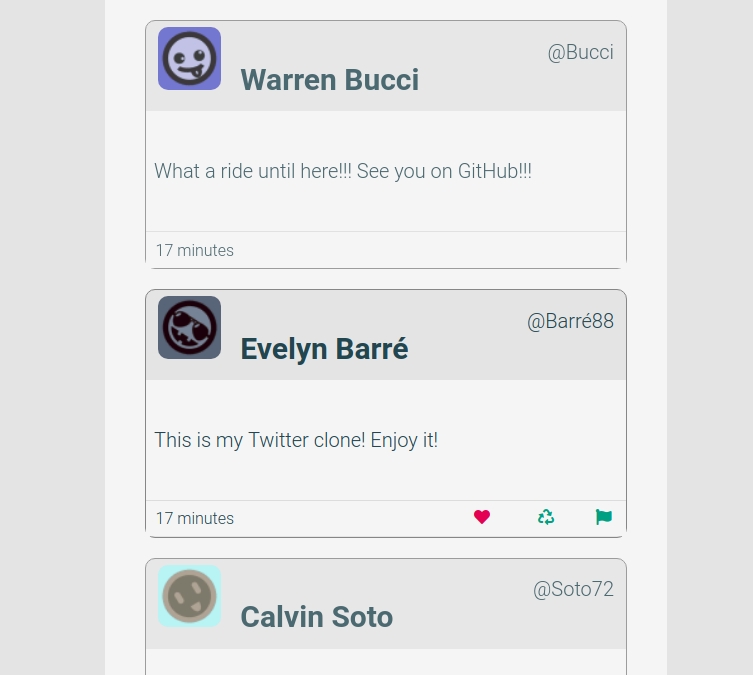 @Bucci
Warren Bucci
What a ride until here!!! See you on GitHub!!!
17 minutes
@Barré88
Evelyn Barré
This is my Twitter clone! Enjoy it!
17 minutes
@Soto72
Calvin Soto